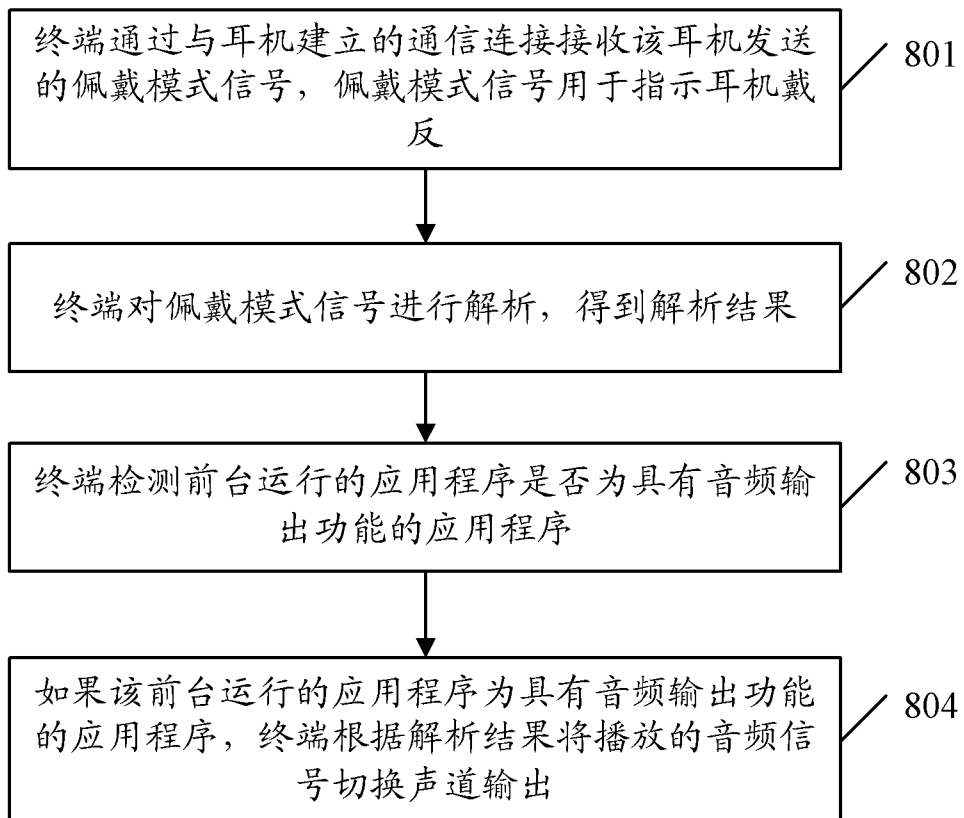 终端通过与耳机建立的通信连接接收该耳机发送
的佩戴模式信号，佩戴模式信号用于指示耳机戴
反
801
终端对佩戴模式信号进行解析，得到解析结果
802
终端检测前台运行的应用程序是否为具有音频输
出功能的应用程序
803
如果该前台运行的应用程序为具有音频输出功能
的应用程序，终端根据解析结果将播放的音频信
号切换声道输出
804